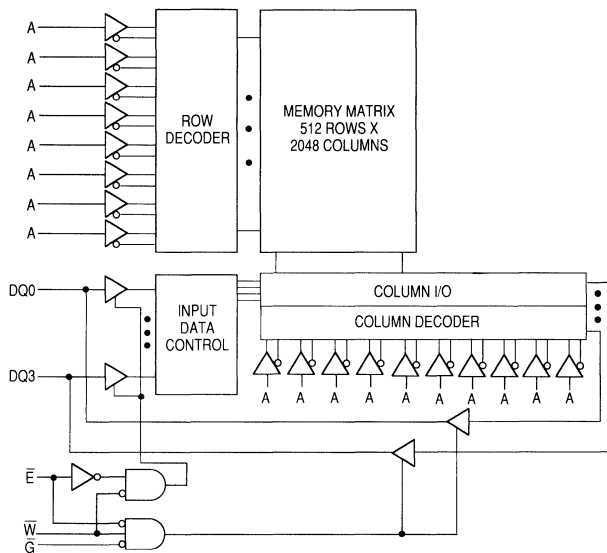 A
A
A
A
A
A
A
A
ROW
DECODER
MEMORY MATRIX
512 ROWS X
2048 COLUMNS
DQ0
DQ3
INPUT
DATA
CONTROL
COLUMN I/O
COLUMN DECODER
A A A A A A A A A A
E̅
W̅
G̅